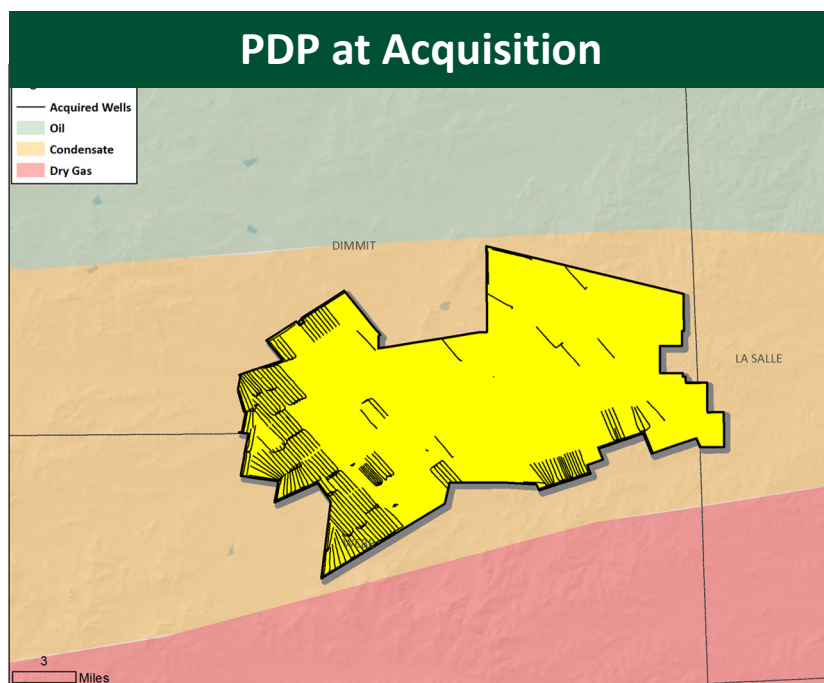 PDP at Acquisition
Acquired Wells
Oil
Condensate
Dry Gas
DIMMIT
LA SALLE
3
Miles